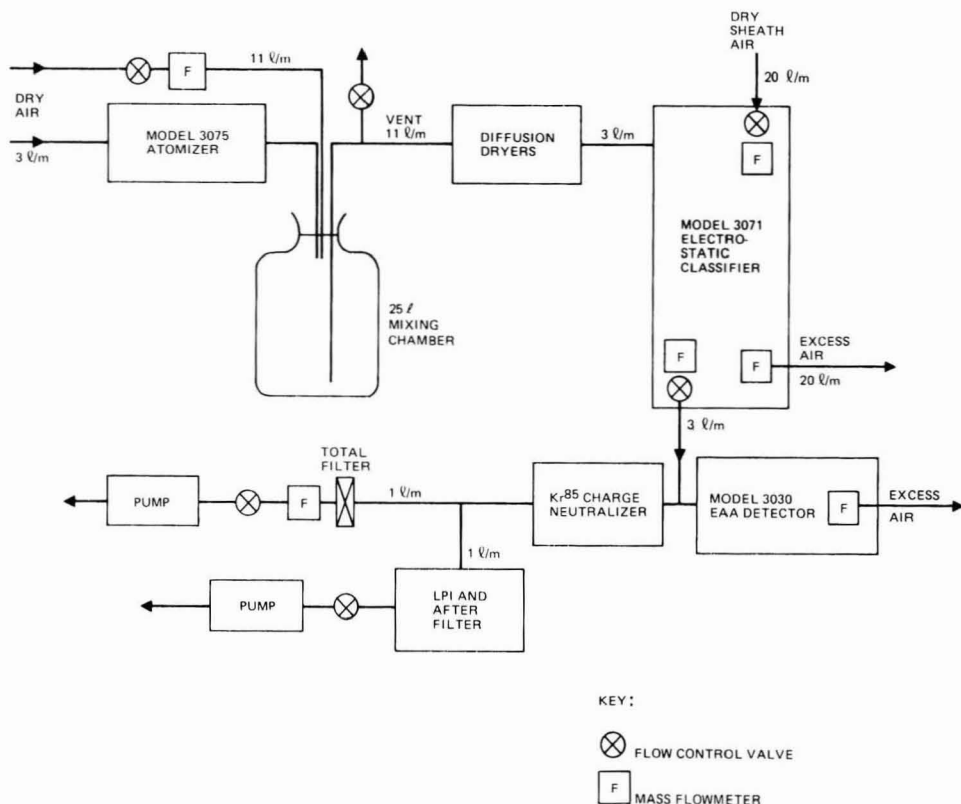 DRY
SHEATH
AIR
20 ℓ/m
11 ℓ/m
F
DRY
AIR
3 ℓ/m
MODEL 3075
ATOMIZER
VENT
11 ℓ/m
DIFFUSION
DRYERS
3 ℓ/m
F
MODEL 3071
ELECTRO-
STATIC
CLASSIFIER
25 ℓ
MIXING
CHAMBER
F
F
EXCESS
AIR
20 ℓ/m
3 ℓ/m
TOTAL
FILTER
PUMP
F
1 ℓ/m
Kr85 CHARGE
NEUTRALIZER
MODEL 3030
EAA DETECTOR
F
EXCESS
AIR
1 ℓ/m
PUMP
LPI AND
AFTER
FILTER
KEY:
FLOW CONTROL VALVE
F
MASS FLOWMETER